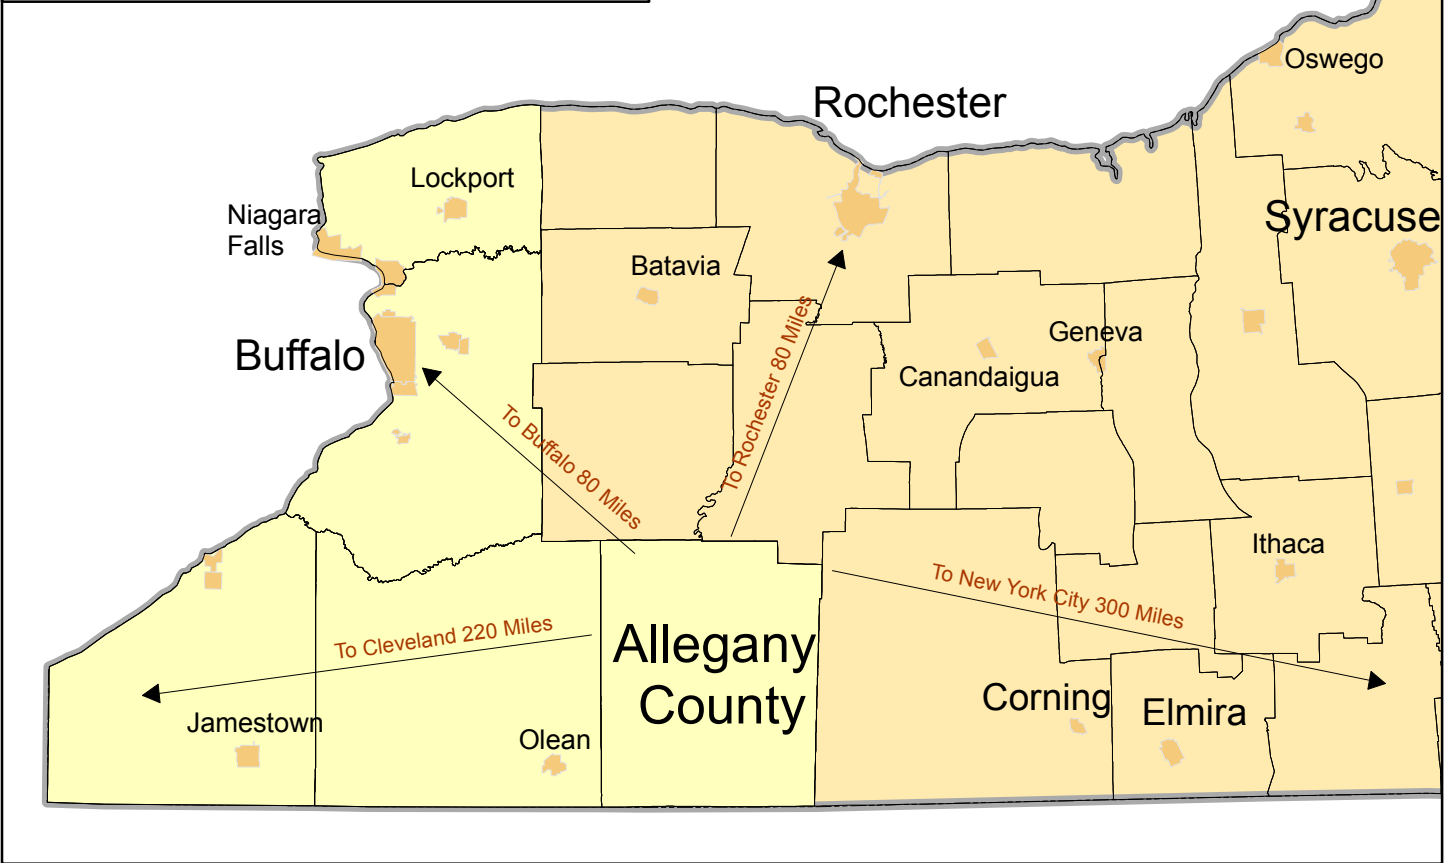 Oswego
Rochester
Lockport
Niagara
Falls
Syracuse
Batavia
Buffalo
Geneva
Canandaigua
To Rochester 80 Miles
To Buffalo 80 Miles
Ithaca
To New York City 300 Miles
To Cleveland 220 Miles
Allegany
County
Corning
Elmira
Jamestown
Olean